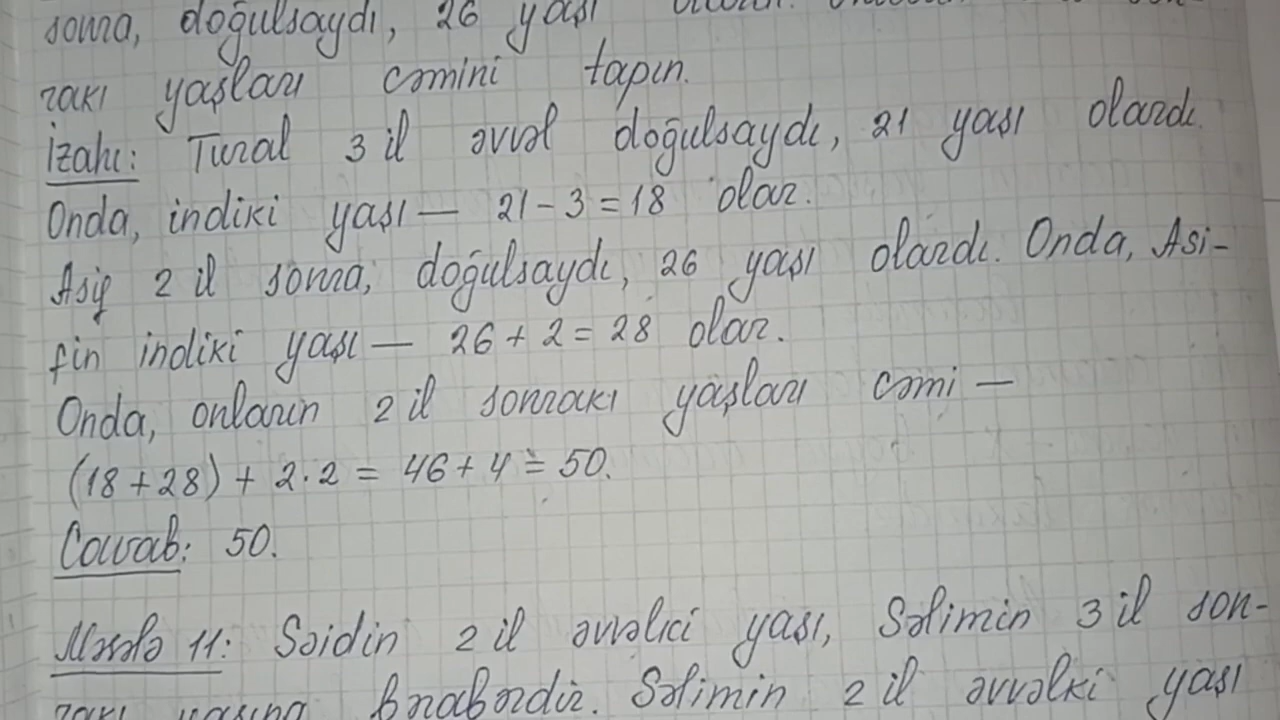 sonra, doğulsaydı, 26 yaşı
rakı yaşları cəmini tapın.
İzahı: Tural 3 il əvvəl doğulsaydı, 21 yaşı olardı.
Onda, indiki yaşı — 21 - 3 = 18 olar.
Asif 2 il sonra, doğulsaydı, 26 yaşı olardı. Onda, Asi-
fin indiki yaşı — 26 + 2 = 28 olar.
Onda, onların 2 il sonrakı yaşları cəmi —
(18 + 28) + 2 · 2 = 46 + 4 = 50.
Cavab: 50.
Məsələ 11: Səidin 2 il əvvəlki yaşı, Səlimin 3 il son-
rakı yaşına bərabərdir. Səlimin 2 il əvvəlki yaşı